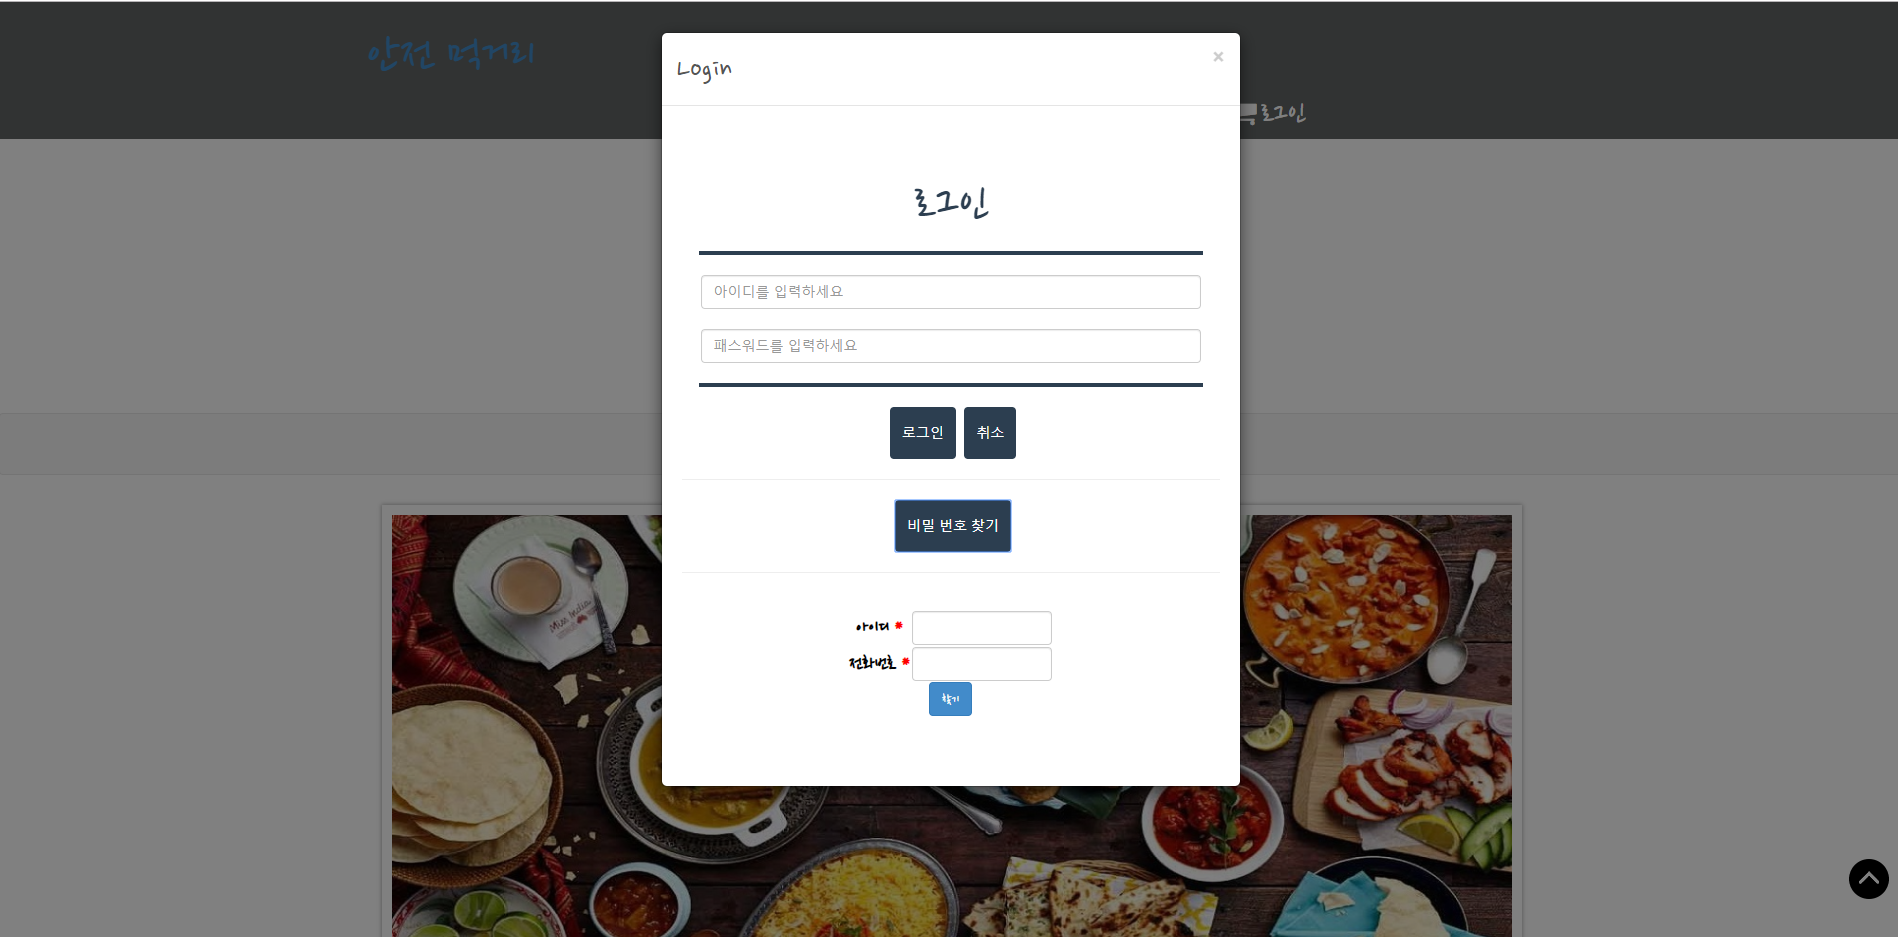 안전 먹거리
로그인
Login
×
로그인
아이디를 입력하세요
패스워드를 입력하세요
로그인 취소
비밀 번호 찾기
아이디 *
전화번호 *
찾기
Miss India